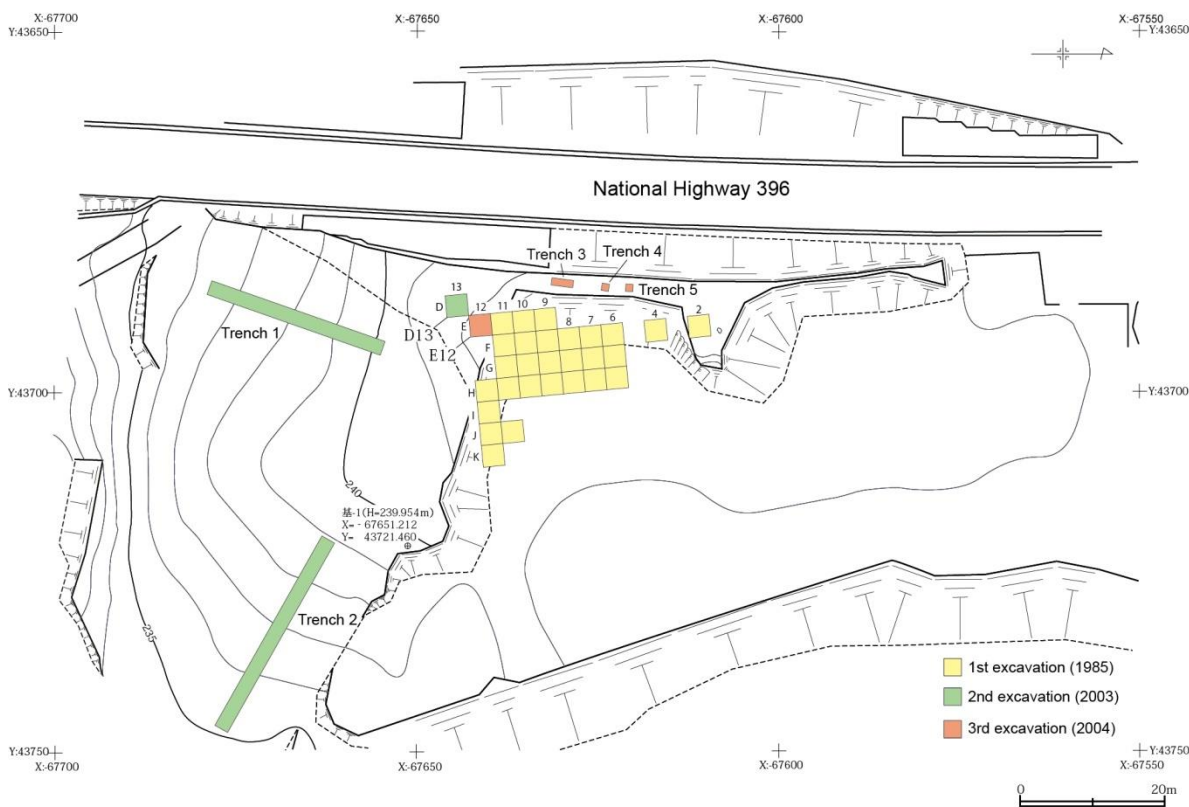 X:-67700
X:-67650
X:-67600
X:-67550
Y:43650
Y:43650
National Highway 396
Trench 3
Trench 4
Trench 5
Trench 1
13
D
12
11
10
9
E
8
7
6
4
2
0
D13
E12
F
G
H
I
J
K
Y:43700
Y:43700
240
基-1(H=239.954m)
X= - 67651.212
Y= 43721.460
Trench 2
235
1st excavation (1985)
2nd excavation (2003)
3rd excavation (2004)
Y:43750
Y:43750
X:-67700
X:-67650
X:-67600
X:-67550
0
20m